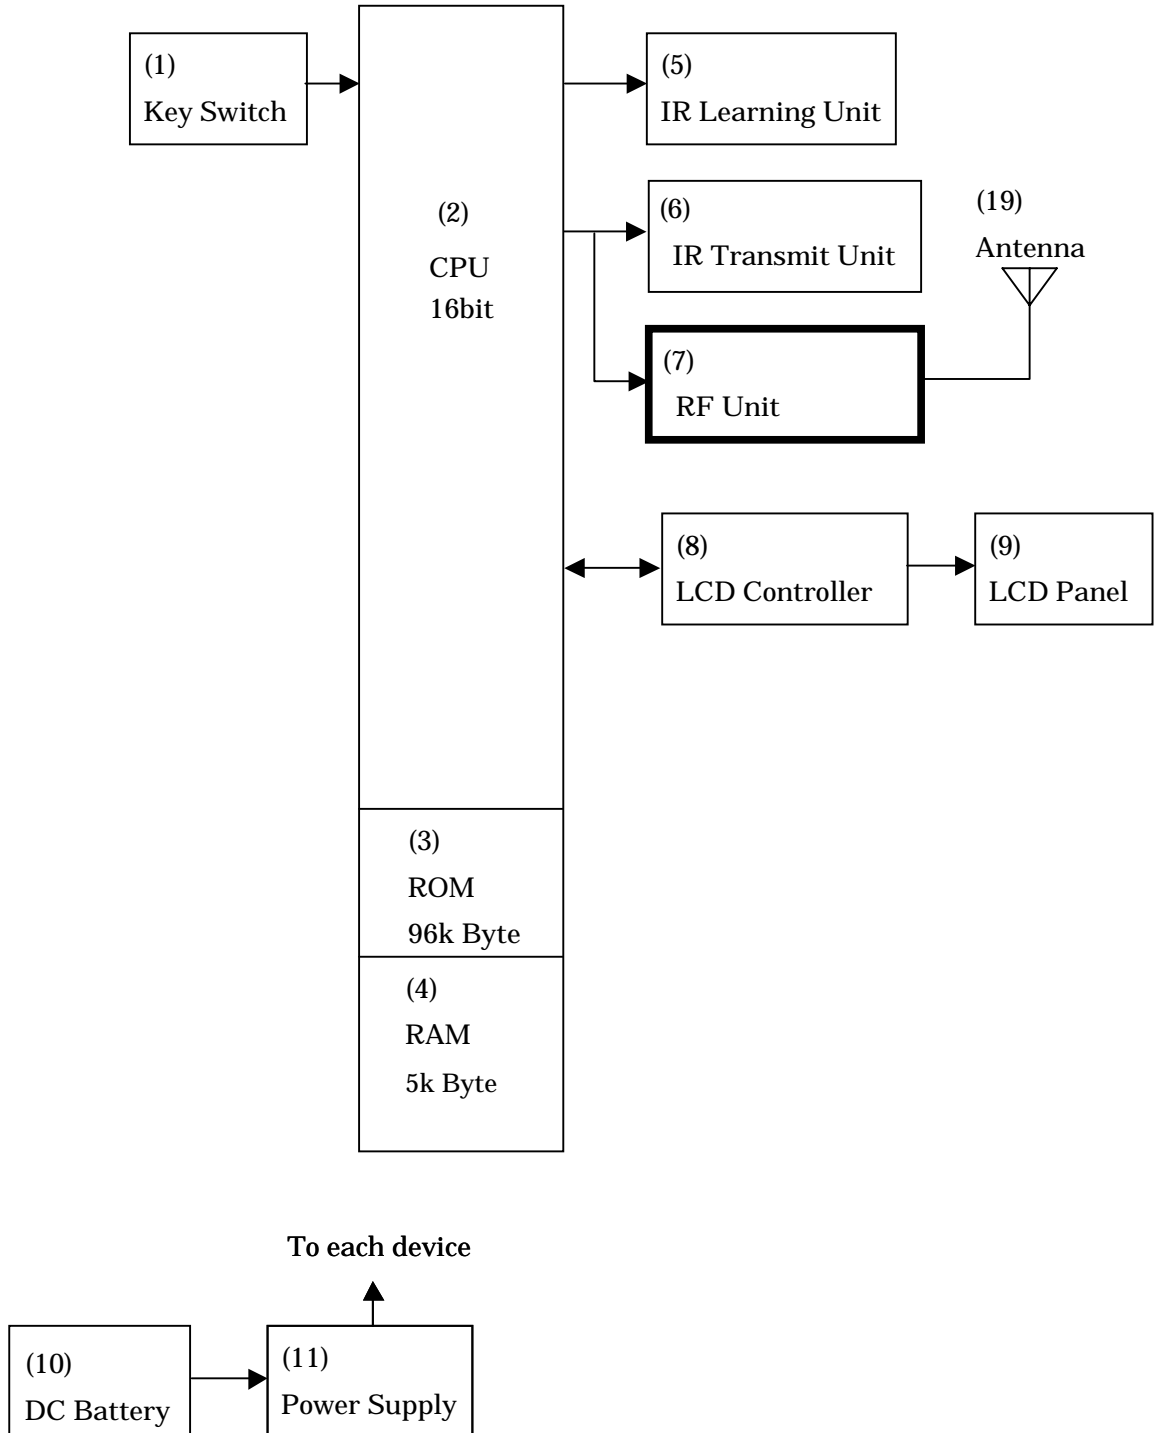 (1)
Key Switch
(2)
CPU
16bit
(5)
IR Learning Unit
(6)
IR Transmit Unit
(19)
Antenna
(7)
RF Unit
(8)
LCD Controller
(9)
LCD Panel
(3)
ROM
96k Byte
(4)
RAM
5k Byte
To each device
(10)
DC Battery
(11)
Power Supply